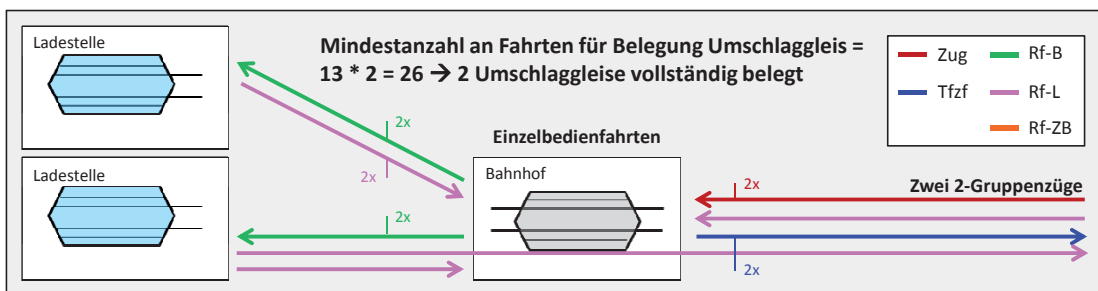 Ladestelle
Mindestanzahl an Fahrten für Belegung Umschlaggleis =
13 * 2 = 26 → 2 Umschlaggleise vollständig belegt
Zug
Rf-B
Tfzf
Rf-L
Rf-ZB
2x
2x
Einzelbedienfahrten
Ladestelle
Bahnhof
2x
2x
Zwei 2-Gruppenzüge
2x